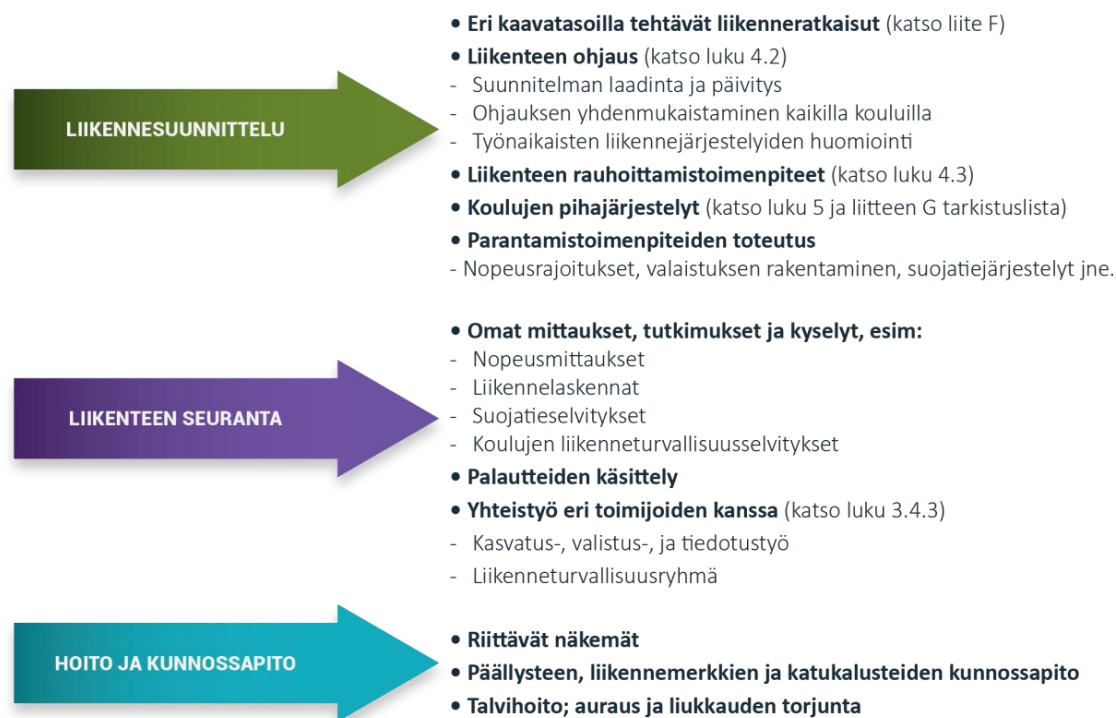 LIIKENNESUUNNITTELU
• Eri kaavatasoilla tehtävät liikenneratkaisut (katso liite F)
• Liikenteen ohjaus (katso luku 4.2)
- Suunnitelman laadinta ja päivitys
- Ohjauksen yhdenmukaistaminen kaikilla kouluilla
- Työnaikaisten liikennejärjestelyiden huomiointi
• Liikenteen rauhoittamistoimenpiteet (katso luku 4.3)
• Koulujen pihajärjestelyt (katso luku 5 ja liitteen G tarkistuslista)
• Parantamistoimenpiteiden toteutus
- Nopeusrajoitukset, valaistuksen rakentaminen, suojatiejärjestelyt jne.
LIIKENTEEN SEURANTA
• Omat mittaukset, tutkimukset ja kyselyt, esim:
- Nopeusmittaukset
- Liikennelaskennat
- Suojatieselvitykset
- Koulujen liikenneturvallisuusselvitykset
• Palautteiden käsittely
• Yhteistyö eri toimijoiden kanssa (katso luku 3.4.3)
- Kasvatus-, valistus-, ja tiedotustyö
- Liikenneturvallisuusryhmä
HOITO JA KUNNOSSAPITO
• Riittävät näkemät
• Päällysteen, liikennemerkkien ja katukalusteiden kunnossapito
• Talvihoito; auraus ja liukkauden torjunta